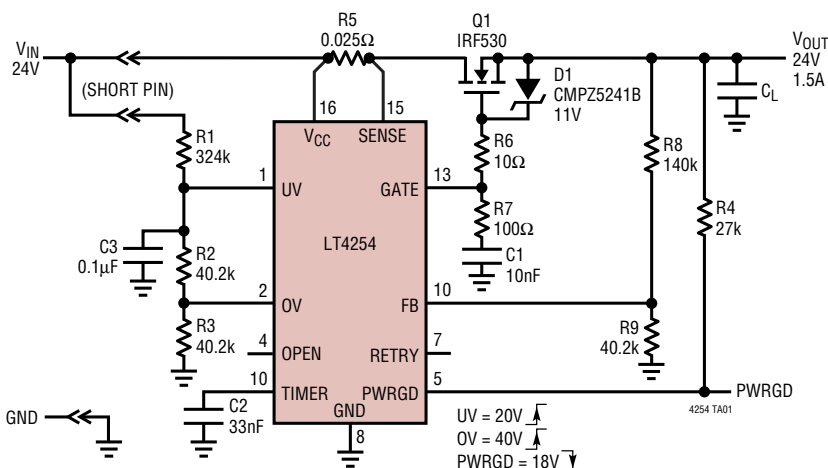 R5
0.025Ω
Q1
IRF530
VIN
24V
(SHORT PIN)
VOUT
24V
1.5A
D1
CMPZ5241B
11V
CL
R1
324k
16
15
VCC
SENSE
R6
10Ω
R8
140k
1
UV
GATE
13
R7
100Ω
R4
27k
LT4254
C3
0.1µF
R2
40.2k
C1
10nF
2
OV
FB
10
R3
40.2k
R9
40.2k
4
OPEN
RETRY
7
10
TIMER
PWRGD
5
PWRGD
4254 TA01
GND
C2
33nF
GND
8
UV = 20V
OV = 40V
PWRGD = 18V